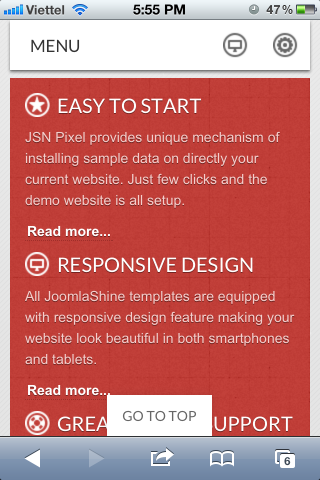 Viettel 5:55 PM 47%
MENU
EASY TO START
JSN Pixel provides unique mechanism of
installing sample data on directly your
current website. Just few clicks and the
demo website is all setup.
Read more...
RESPONSIVE DESIGN
All JoomlaShine templates are equipped
with responsive design feature making your
website look beautiful in both smartphones
and tablets.
Read more...
GREA SUPPORT
GO TO TOP
6